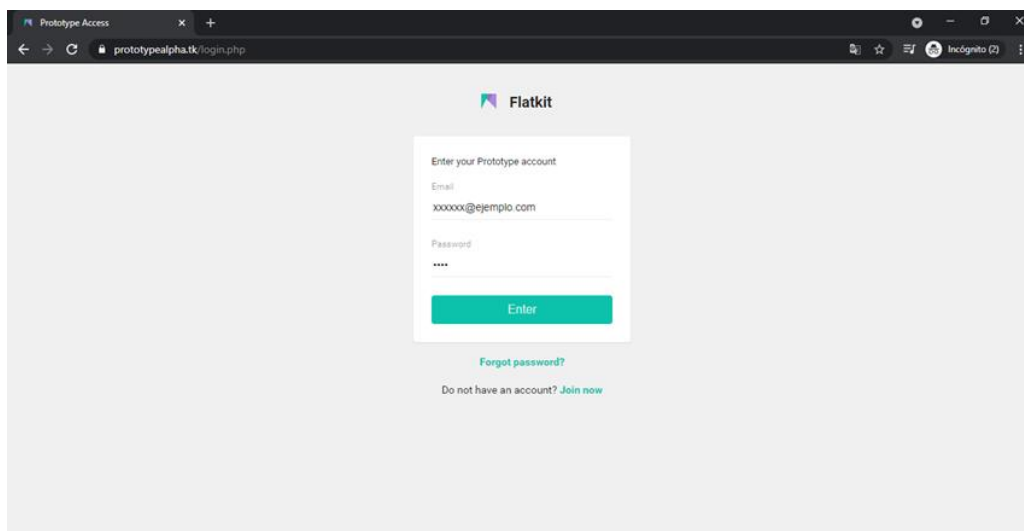 Prototype Access
prototypealpha.tk/login.php
Incógnito (2)
Flatkit
Enter your Prototype account
Email
xxxxxx@ejemplo.com
Password
••••
Enter
Forgot password?
Do not have an account? Join now